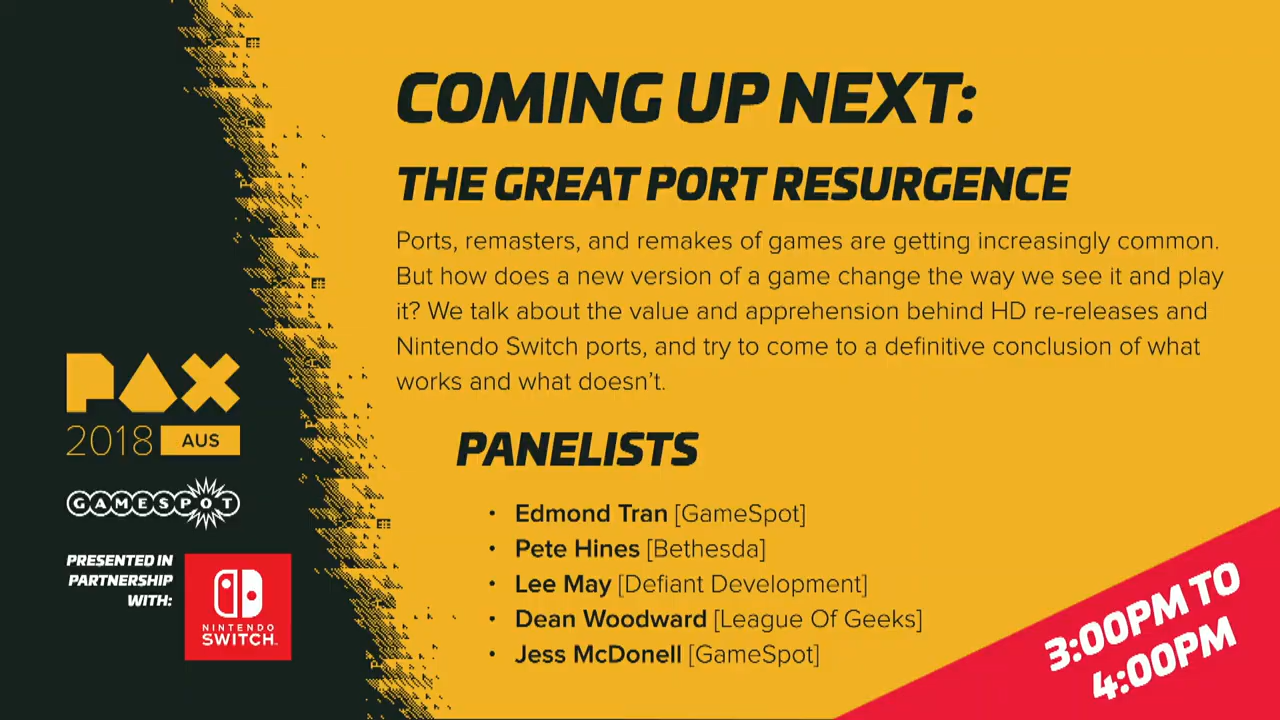 COMING UP NEXT:
THE GREAT PORT RESURGENCE
Ports, remasters, and remakes of games are getting increasingly common.
But how does a new version of a game change the way we see it and play
it? We talk about the value and apprehension behind HD re-releases and
Nintendo Switch ports, and try to come to a definitive conclusion of what
works and what doesn't.
PANELISTS
• Edmond Tran [GameSpot]
• Pete Hines [Bethesda]
• Lee May [Defiant Development]
• Dean Woodward [League Of Geeks]
• Jess McDonell [GameSpot]
3:00PM TO
4:00PM
PAX
2018 AUS
GAMESPOT
PRESENTED IN
PARTNERSHIP
WITH:
NINTENDO
SWITCH